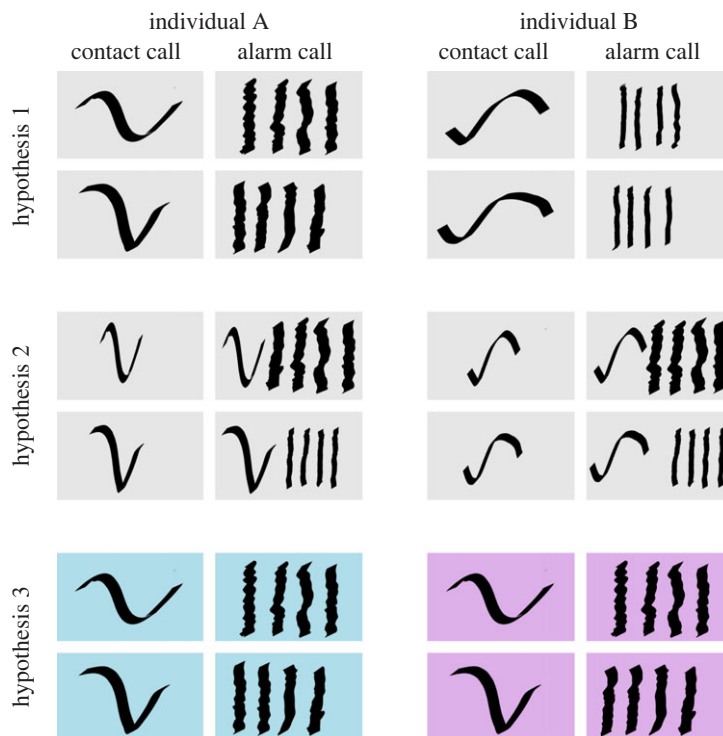 individual A
individual B
contact call
alarm call
contact call
alarm call
hypothesis 1
hypothesis 2
hypothesis 3